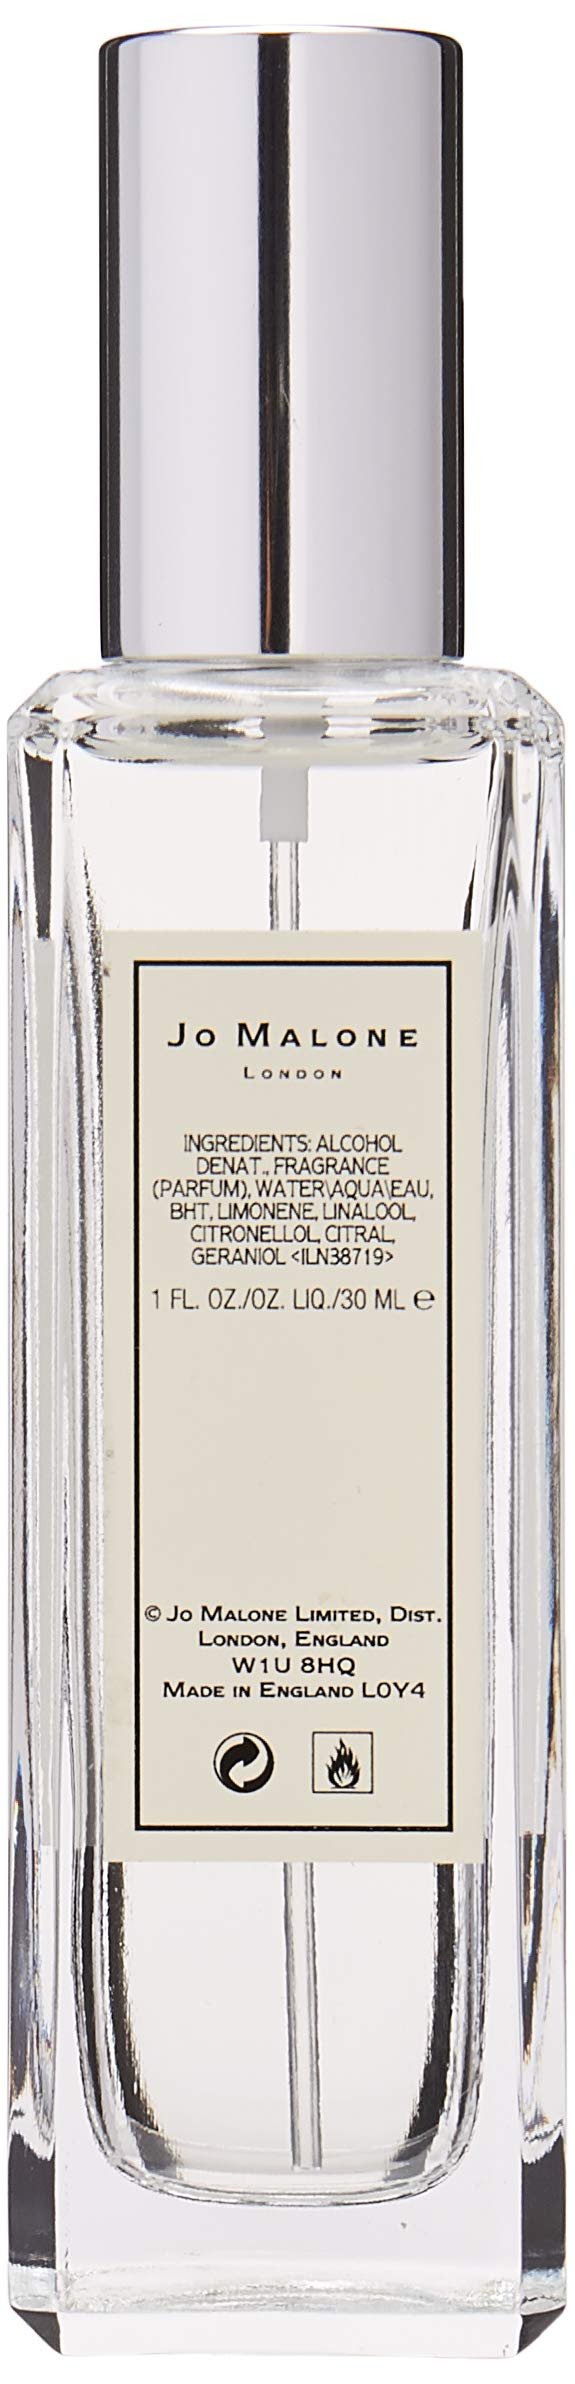 JO MALONE
LONDON
INGREDIENTS: ALCOHOL
DENAT., FRAGRANCE
(PARFUM), WATER\AQUA\EAU,
BHT, LIMONENE, LINALOOL,
CITRONELLOL, CITRAL,
GERANIOL <ILN38719>
1 FL. OZ./OZ. LIQ./30 ML ℮
© JO MALONE LIMITED, DIST.
LONDON, ENGLAND
W1U 8HQ
MADE IN ENGLAND L0Y4